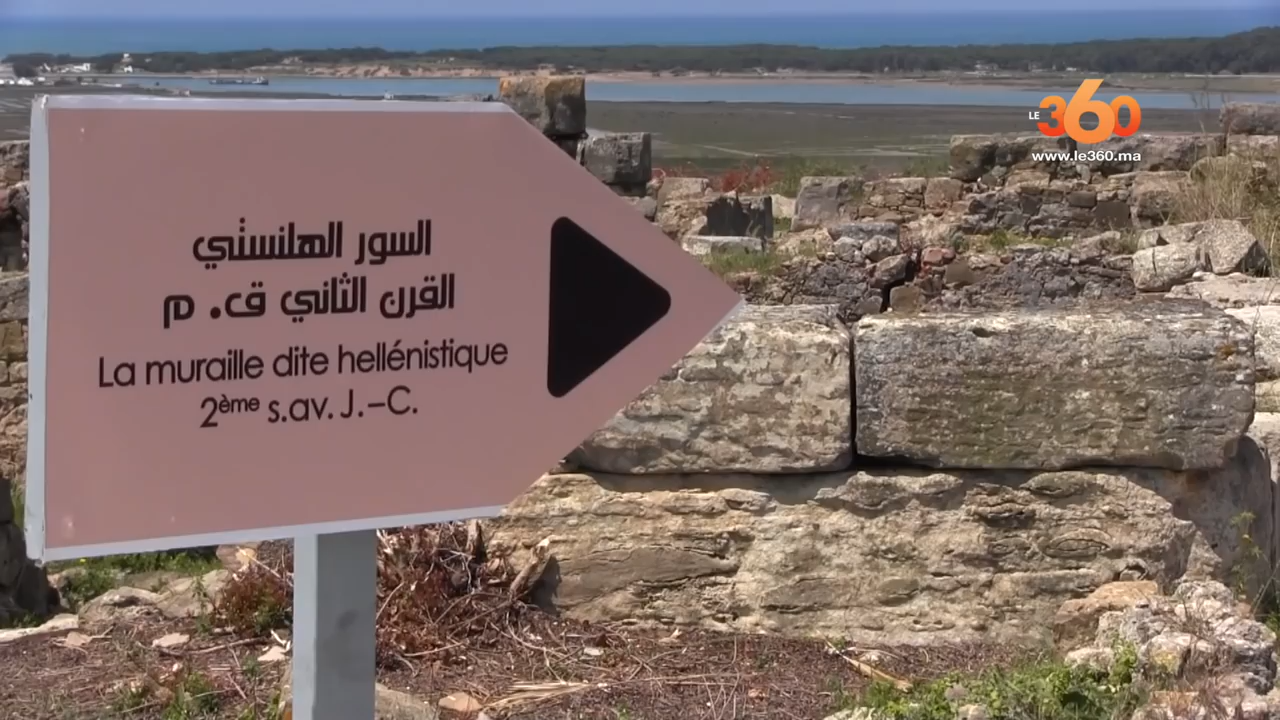 LE 360
www.le360.ma
السور الهلنستي
القرن الثاني ق. م
La muraille dite hellénistique
2ème s.av. J.-C.